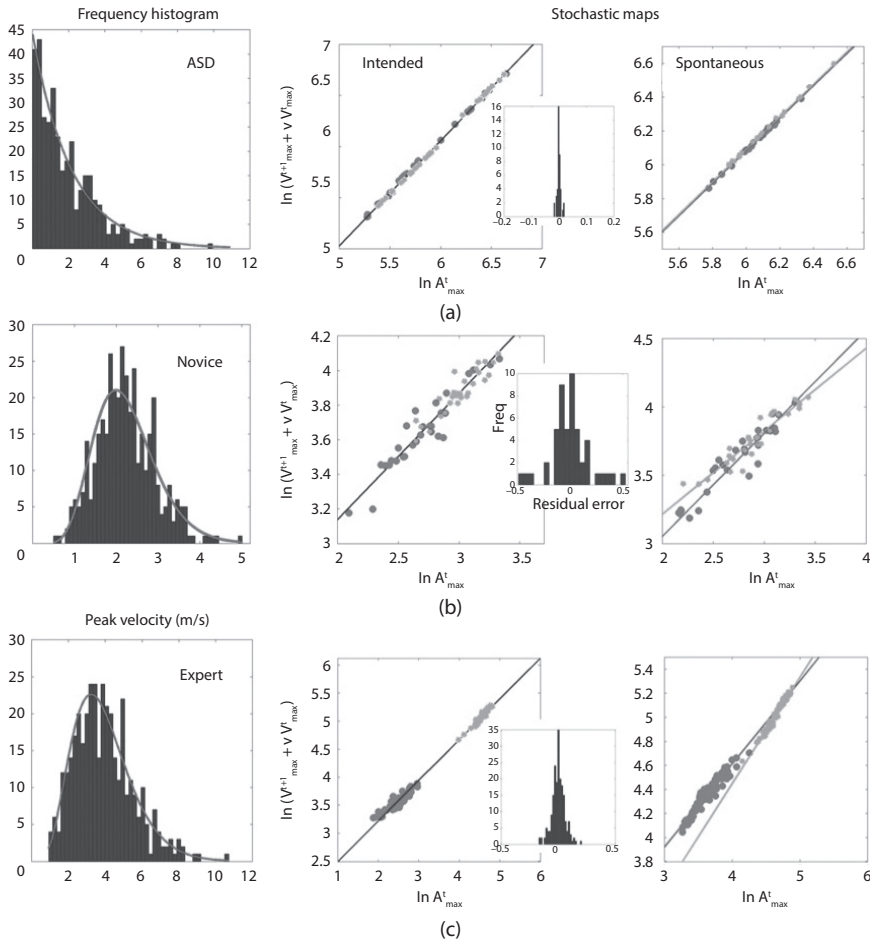 Frequency histogram
Stochastic maps
45
40
35
30
25
20
15
10
5
0
ASD
2 4 6 8 10 12
ln (V^{t+1}_{max} + v V^t_{max})
7
6.5
6
5.5
5
Intended
5 5.5 6 6.5 7
ln A^t_{max}
16
14
12
10
8
6
4
2
0
−0.2 −0.1 0 0.1 0.2
6.6
6.4
6.2
6
5.8
5.6
Spontaneous
5.6 5.8 6 6.2 6.4 6.6
ln A^t_{max}
(a)
30
25
20
15
10
5
0
Novice
1 2 3 4 5
ln (V^{t+1}_{max} + v V^t_{max})
4.2
4
3.8
3.6
3.4
3.2
3
2 2.5 3 3.5
ln A^t_{max}
Freq
10
8
6
4
2
0
−0.5 0 0.5
Residual error
4.5
4
3.5
3
2 2.5 3 3.5 4
ln A^t_{max}
(b)
Peak velocity (m/s)
30
25
20
15
10
5
0
Expert
2 4 6 8 10 12
ln (V^{t+1}_{max} + v V^t_{max})
6
5.5
5
4.5
4
3.5
3
2.5
1 2 3 4 5 6
ln A^t_{max}
35
30
25
20
15
10
5
0
−0.5 0 0.5
5.4
5.2
5
4.8
4.6
4.4
4.2
4
3.8
3 4 5 6
ln A^t_{max}
(c)